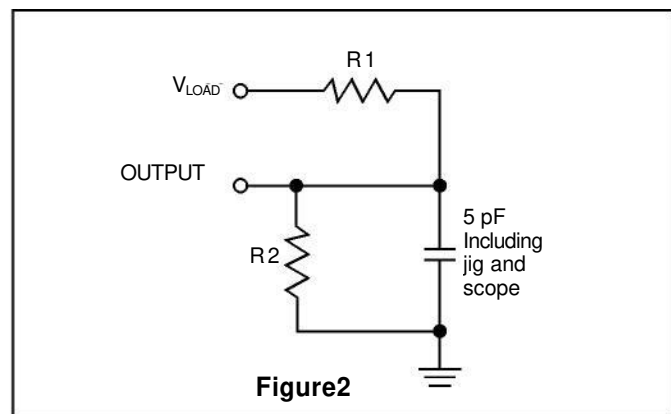 R1
VLOAD
OUTPUT
5 pF
Including
jig and
scope
R2
Figure2